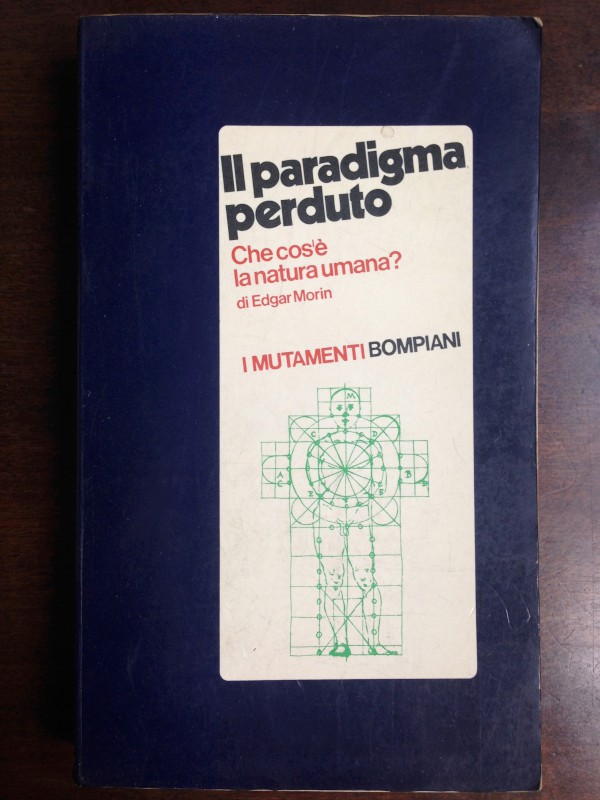 Il paradigma
perduto
Che cos'è
la natura umana?
di Edgar Morin
I MUTAMENTI BOMPIANI
M
C D
A B